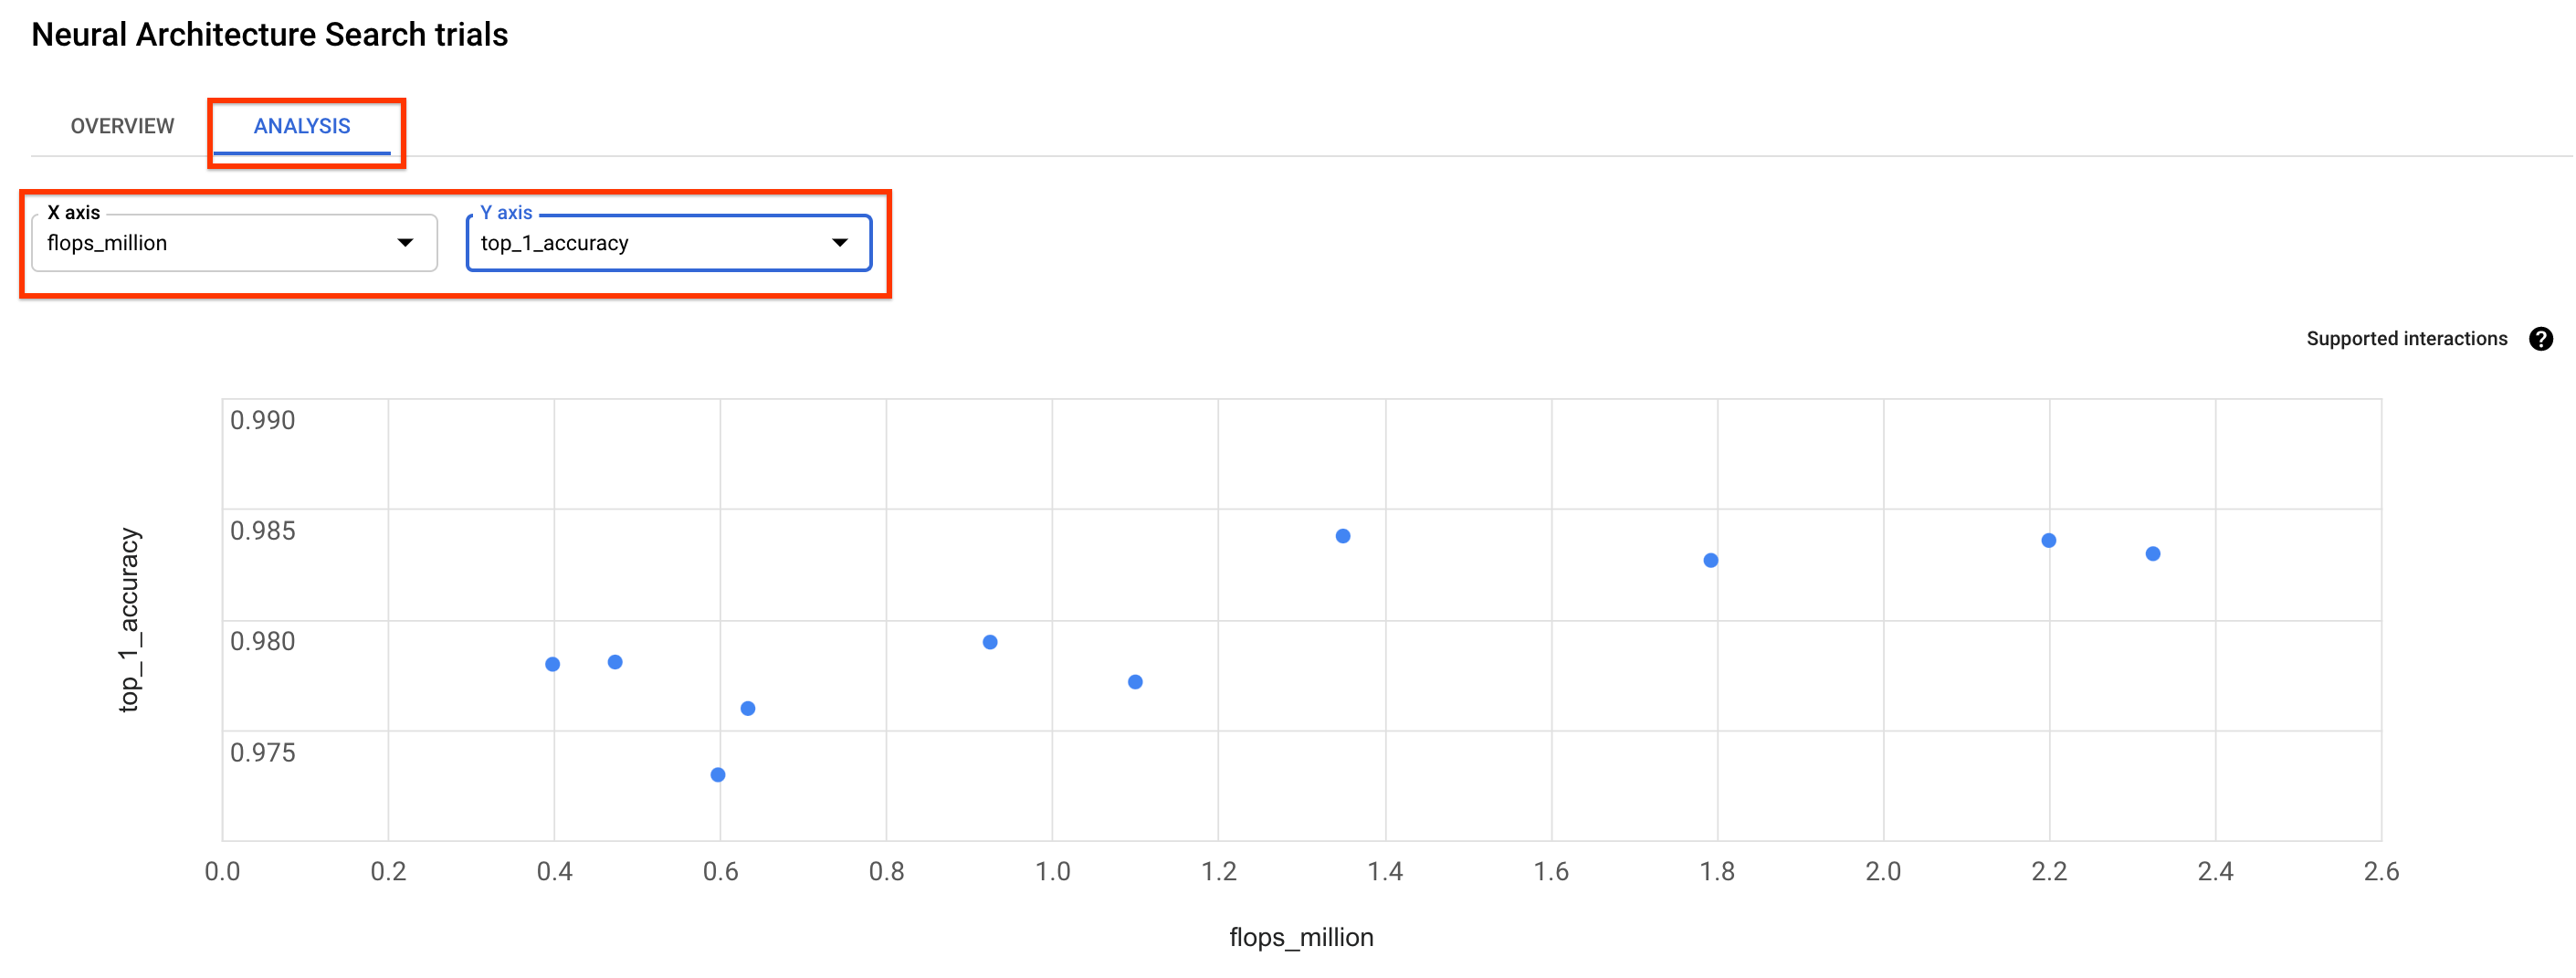 Neural Architecture Search trials
OVERVIEW ANALYSIS
X axis Y axis
flops_million top_1_accuracy
Supported interactions ?
0.990
0.985
0.980
0.975
top_1_accuracy
0.0 0.2 0.4 0.6 0.8 1.0 1.2 1.4 1.6 1.8 2.0 2.2 2.4 2.6
flops_million